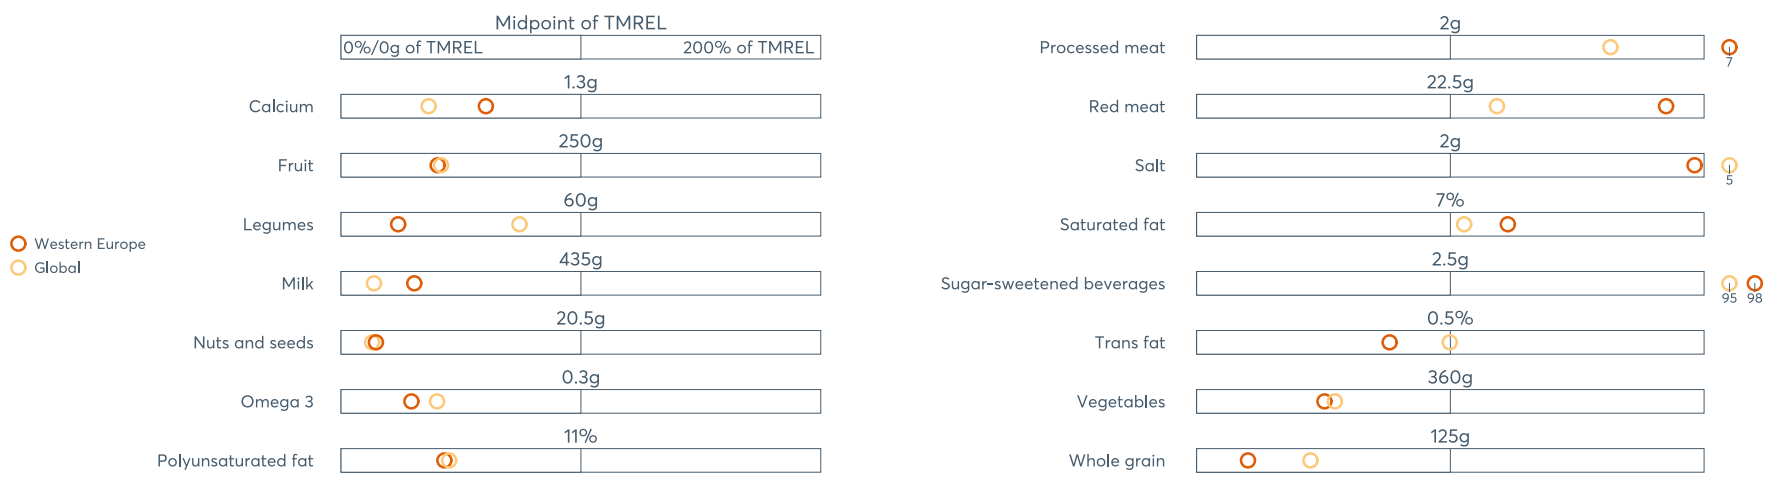 Midpoint of TMREL
0%/0g of TMREL 200% of TMREL
1.3g
Calcium
250g
Fruit
60g
Legumes
435g
Milk
20.5g
Nuts and seeds
0.3g
Omega 3
11%
Polyunsaturated fat
Western Europe
Global
2g
Processed meat
7
22.5g
Red meat
2g
Salt
5
7%
Saturated fat
2.5g
Sugar-sweetened beverages
95 98
0.5%
Trans fat
360g
Vegetables
125g
Whole grain